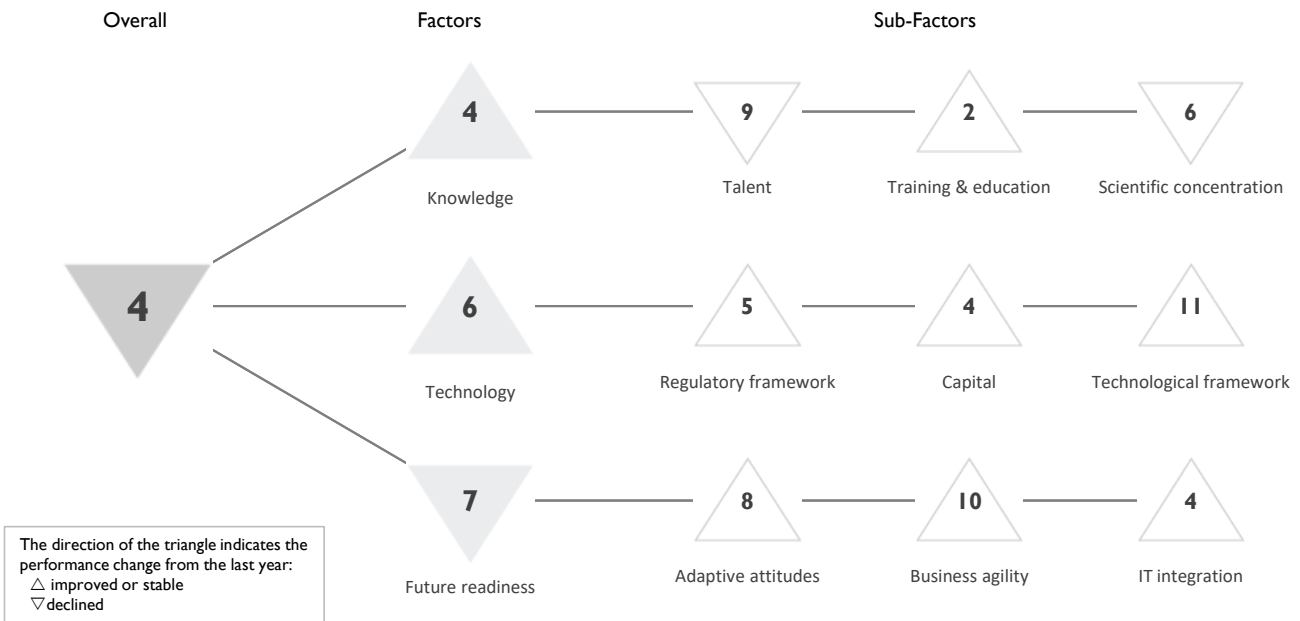 Overall
Factors
Sub-Factors
4
9
2
6
Knowledge
Talent
Training & education
Scientific concentration
4
6
5
4
11
Technology
Regulatory framework
Capital
Technological framework
7
8
10
4
Future readiness
Adaptive attitudes
Business agility
IT integration
The direction of the triangle indicates the
performance change from the last year:
△ improved or stable
▽ declined